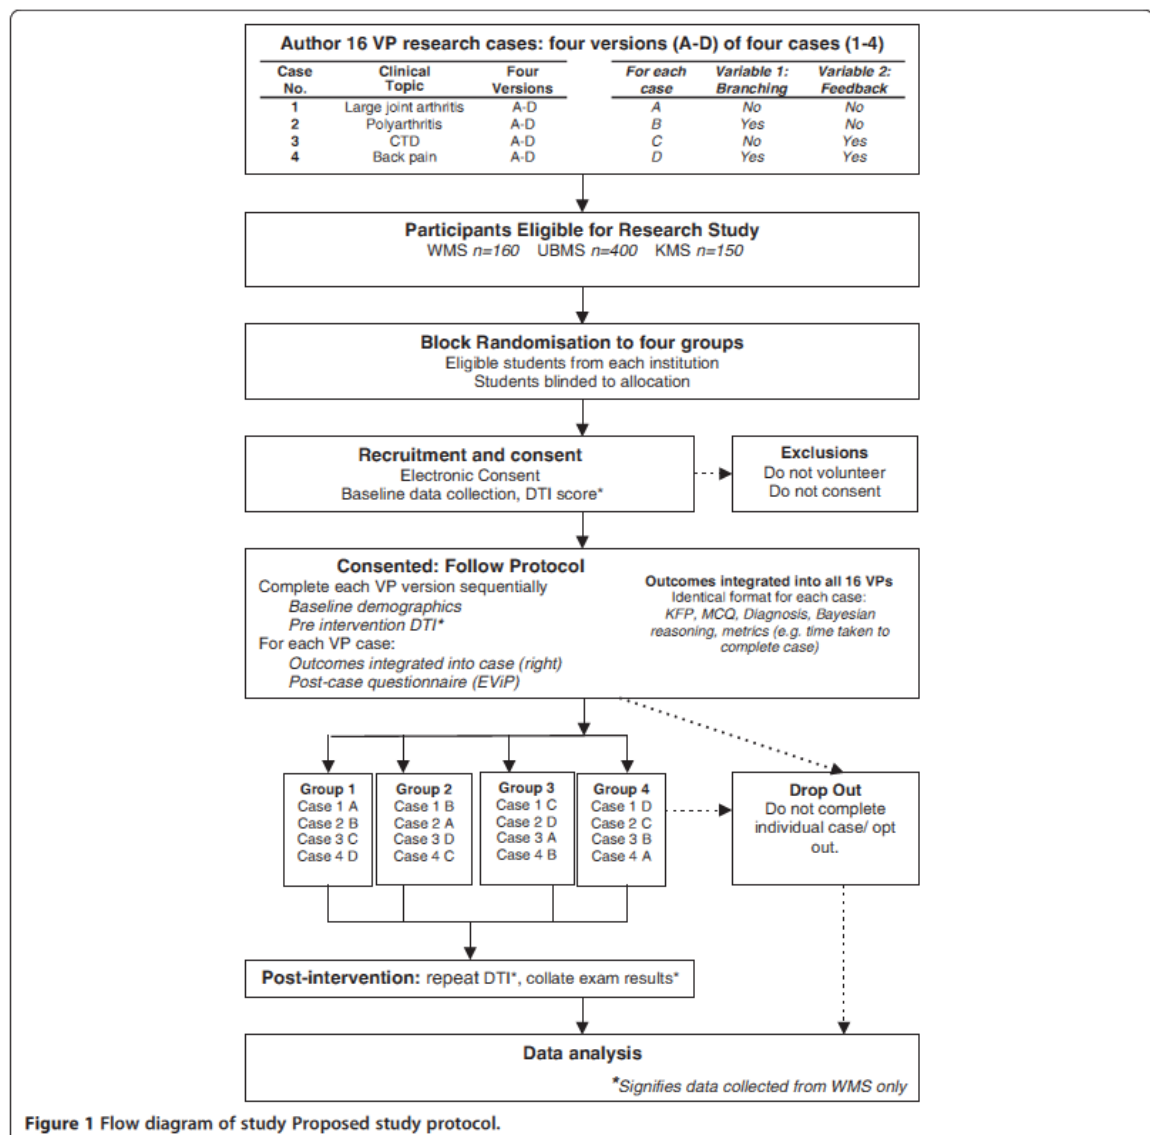 Author 16 VP research cases: four versions (A-D) of four cases (1-4)
Case No. Clinical Topic Four Versions
1 Large joint arthritis A-D
2 Polyarthritis A-D
3 CTD A-D
4 Back pain A-D
For each case Variable 1: Branching Variable 2: Feedback
A No No
B Yes No
C No Yes
D Yes Yes
Participants Eligible for Research Study
WMS n=160 UBMS n=400 KMS n=150
Block Randomisation to four groups
Eligible students from each institution
Students blinded to allocation
Recruitment and consent
Electronic Consent
Baseline data collection, DTI score*
Exclusions
Do not volunteer
Do not consent
Consented: Follow Protocol
Complete each VP version sequentially
Baseline demographics
Pre intervention DTI*
For each VP case:
Outcomes integrated into case (right)
Post-case questionnaire (EViP)
Outcomes integrated into all 16 VPs
Identical format for each case:
KFP, MCQ, Diagnosis, Bayesian
reasoning, metrics (e.g. time taken to
complete case)
Group 1
Case 1 A
Case 2 B
Case 3 C
Case 4 D
Group 2
Case 1 B
Case 2 A
Case 3 D
Case 4 C
Group 3
Case 1 C
Case 2 D
Case 3 A
Case 4 B
Group 4
Case 1 D
Case 2 C
Case 3 B
Case 4 A
Drop Out
Do not complete
individual case/ opt
out.
Post-intervention: repeat DTI*, collate exam results*
Data analysis
*Signifies data collected from WMS only
Figure 1 Flow diagram of study Proposed study protocol.